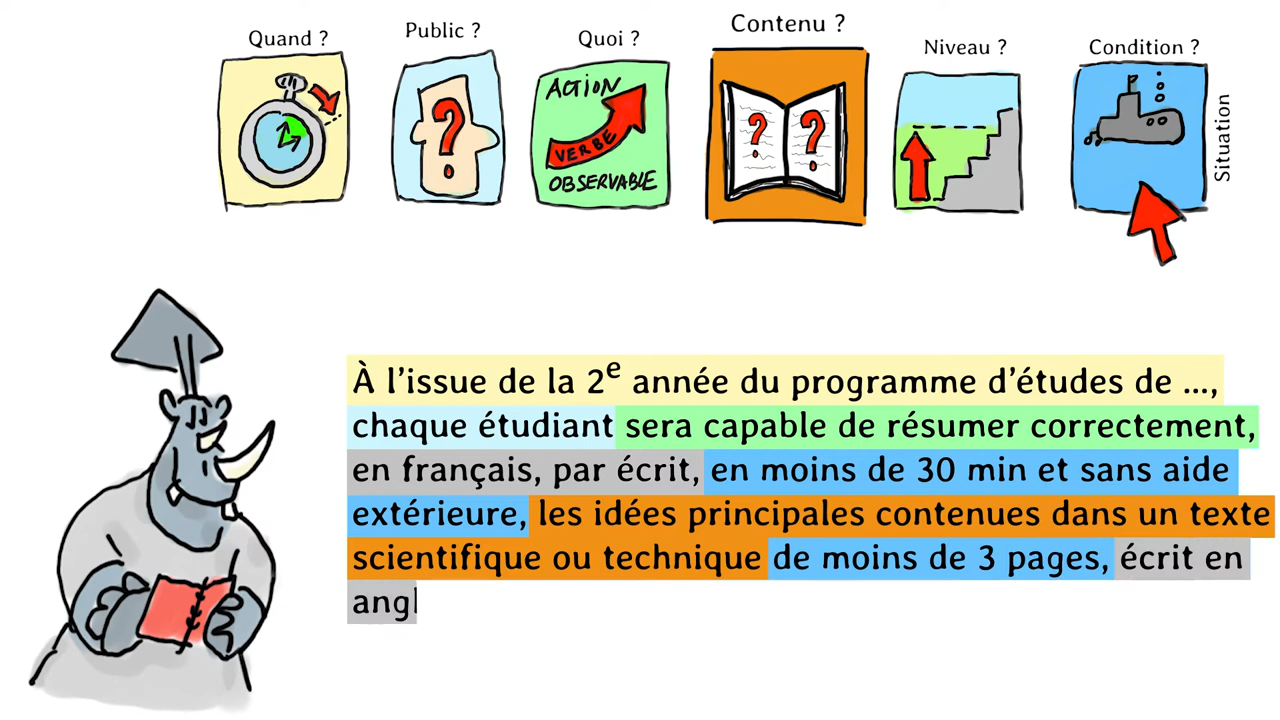 Quand ?
Public ?
Quoi ?
Contenu ?
Niveau ?
Condition ?
Situation
ACTION
VERBE
OBSERVABLE
?
?
?
À l'issue de la 2e année du programme d'études de ...,
chaque étudiant sera capable de résumer correctement,
en français, par écrit, en moins de 30 min et sans aide
extérieure, les idées principales contenues dans un texte
scientifique ou technique de moins de 3 pages, écrit en
angl